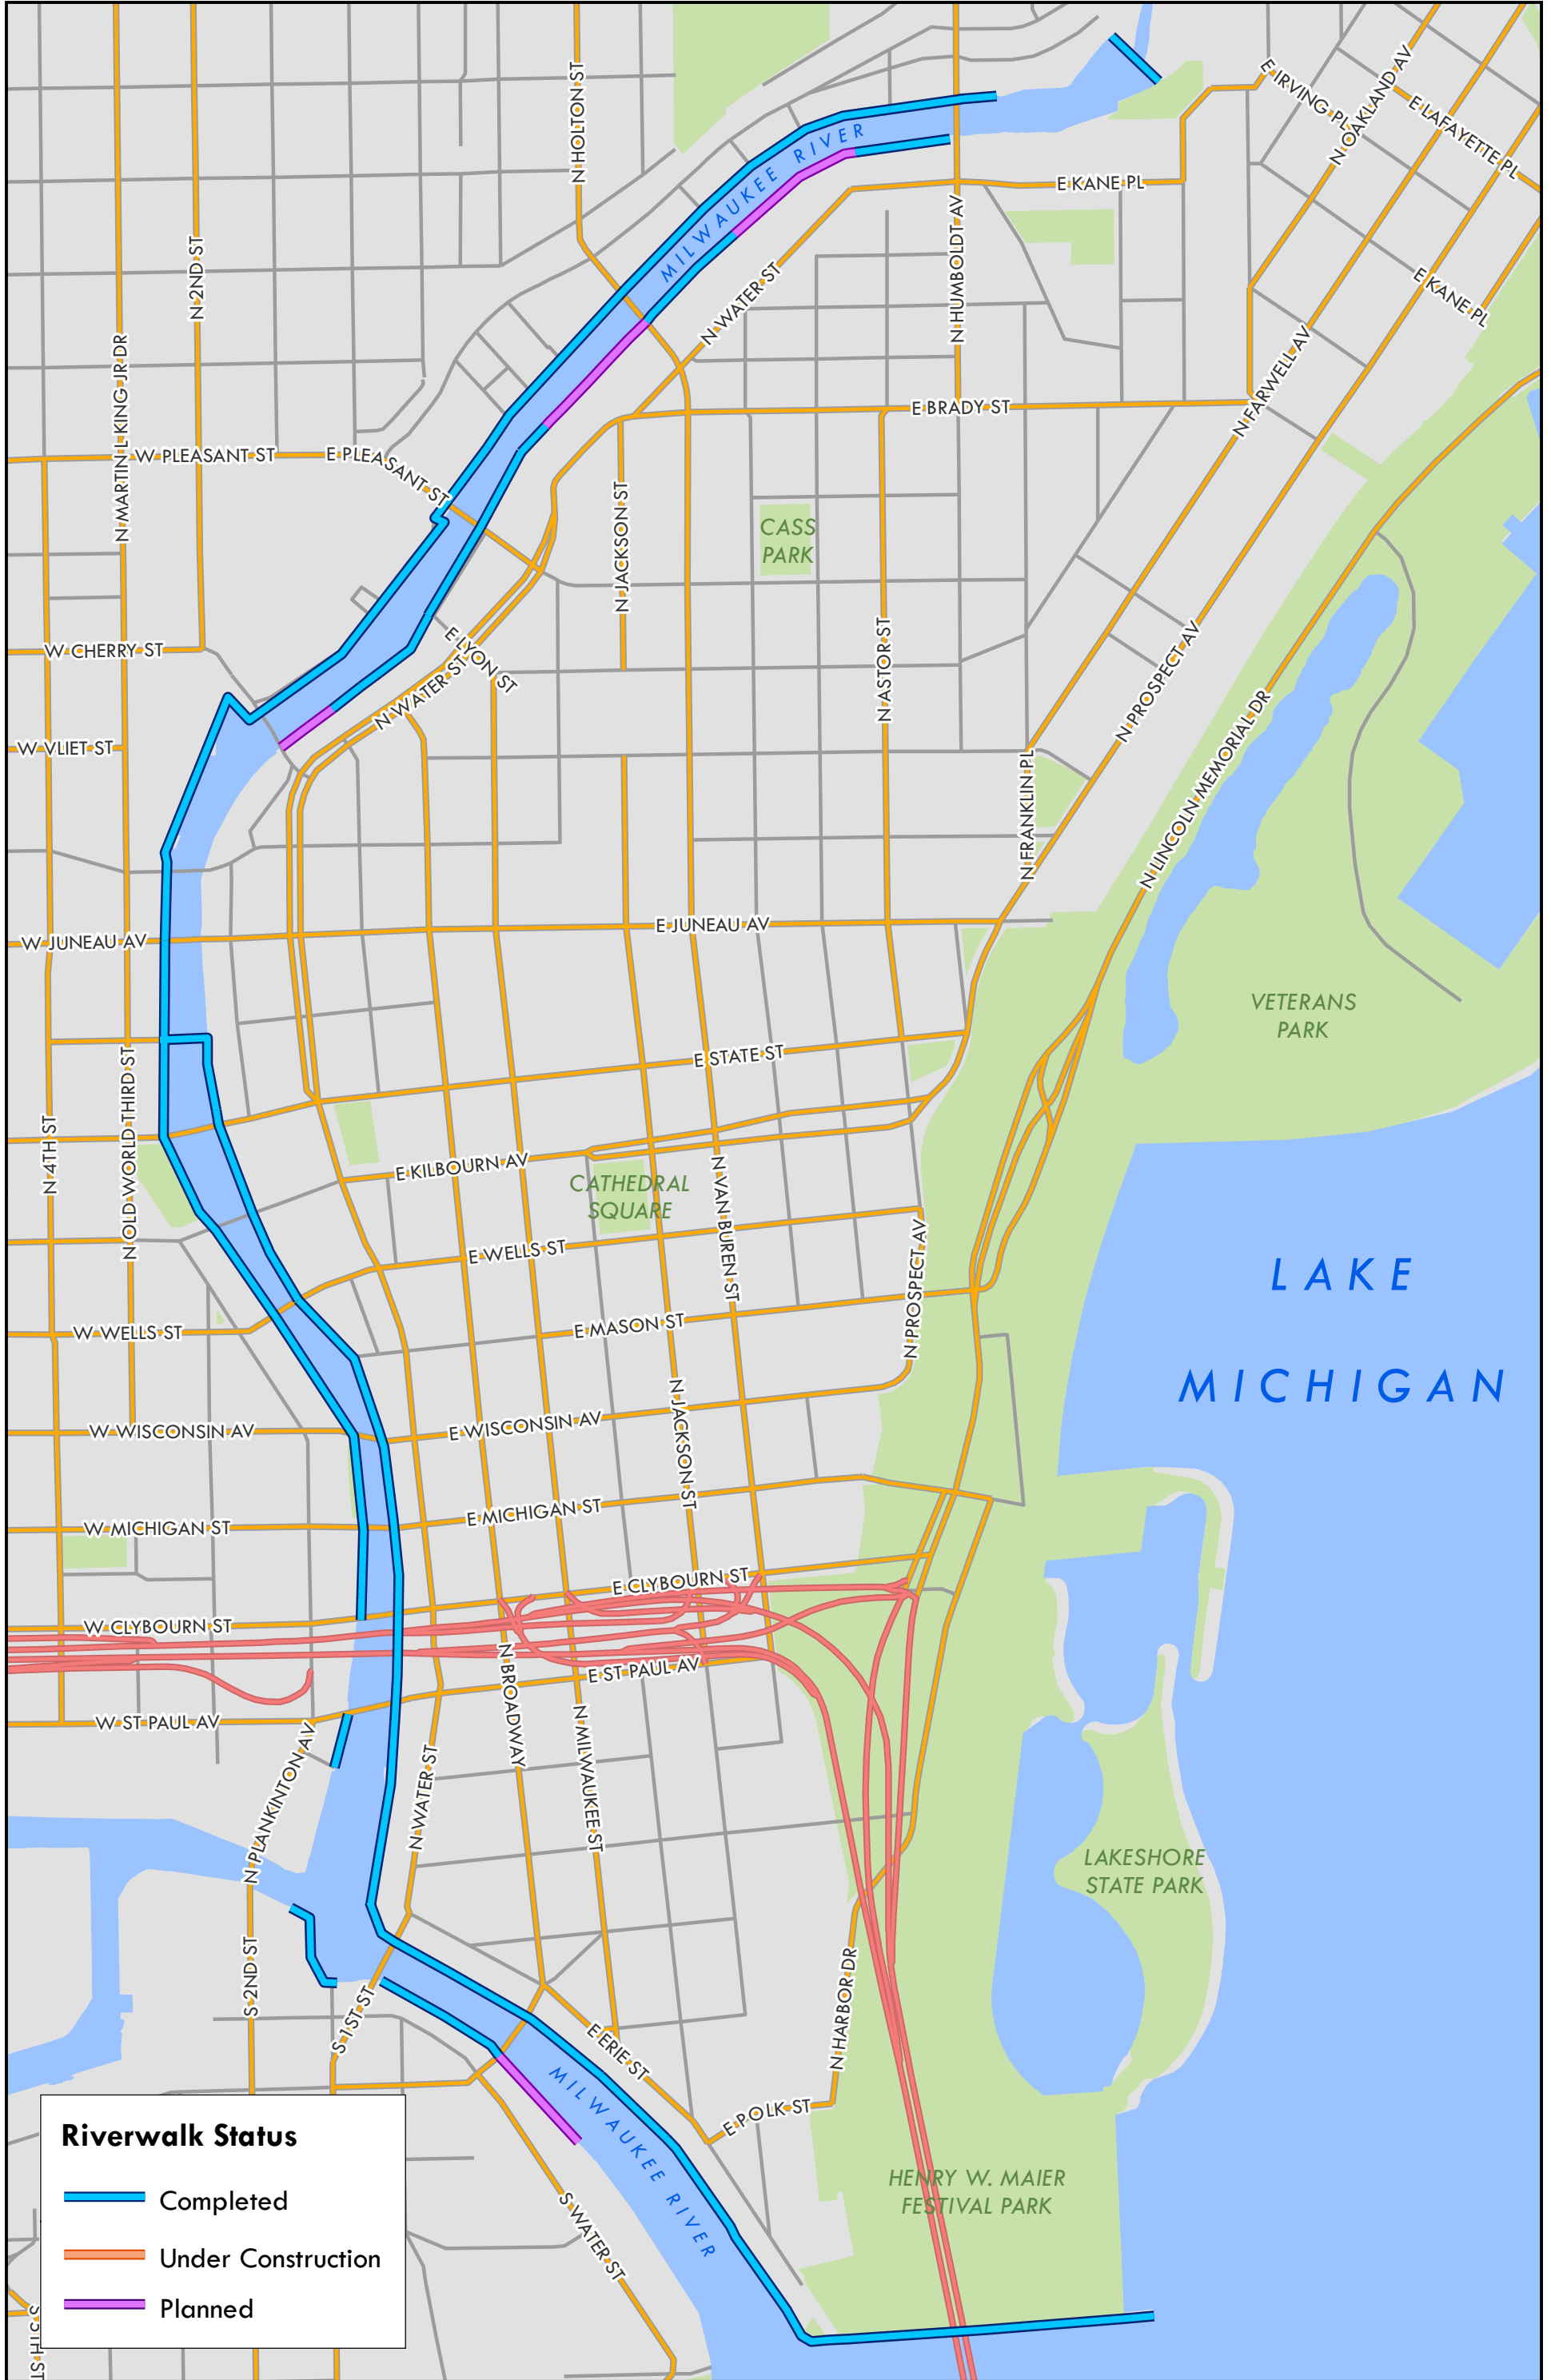 N HOLTON ST
E IRVING PL
N OAKLAND AV
E LAFAYETTE PL
MILWAUKEE RIVER
E KANE PL
N 2ND ST
N HUMBOLDT AV
N WATER ST
E KANE PL
N MARTIN L KING JR DR
N FARWELL AV
E BRADY ST
W PLEASANT ST
E PLEASANT ST
N JACKSON ST
CASS
PARK
W CHERRY ST
E LYON ST
N WATER ST
N ASTOR ST
N PROSPECT AV
W VLIET ST
N FRANKLIN PL
N LINCOLN MEMORIAL DR
W JUNEAU AV
E JUNEAU AV
VETERANS
PARK
E STATE ST
N 4TH ST
N OLD WORLD THIRD ST
E KILBOURN AV
CATHEDRAL
SQUARE
N VAN BUREN ST
E WELLS ST
N PROSPECT AV
LAKE
MICHIGAN
W WELLS ST
E MASON ST
N JACKSON ST
W WISCONSIN AV
E WISCONSIN AV
W MICHIGAN ST
E MICHIGAN ST
E CLYBOURN ST
W CLYBOURN ST
N BROADWAY
E ST PAUL AV
W ST PAUL AV
N PLANKINTON AV
N WATER ST
N MILWAUKEE ST
LAKESHORE
STATE PARK
S 2ND ST
S 1ST ST
N HARBOR DR
E ERIE ST
MILWAUKEE RIVER
E POLK ST
HENRY W. MAIER
FESTIVAL PARK
S WATER ST
S 5TH ST
Riverwalk Status
Completed
Under Construction
Planned